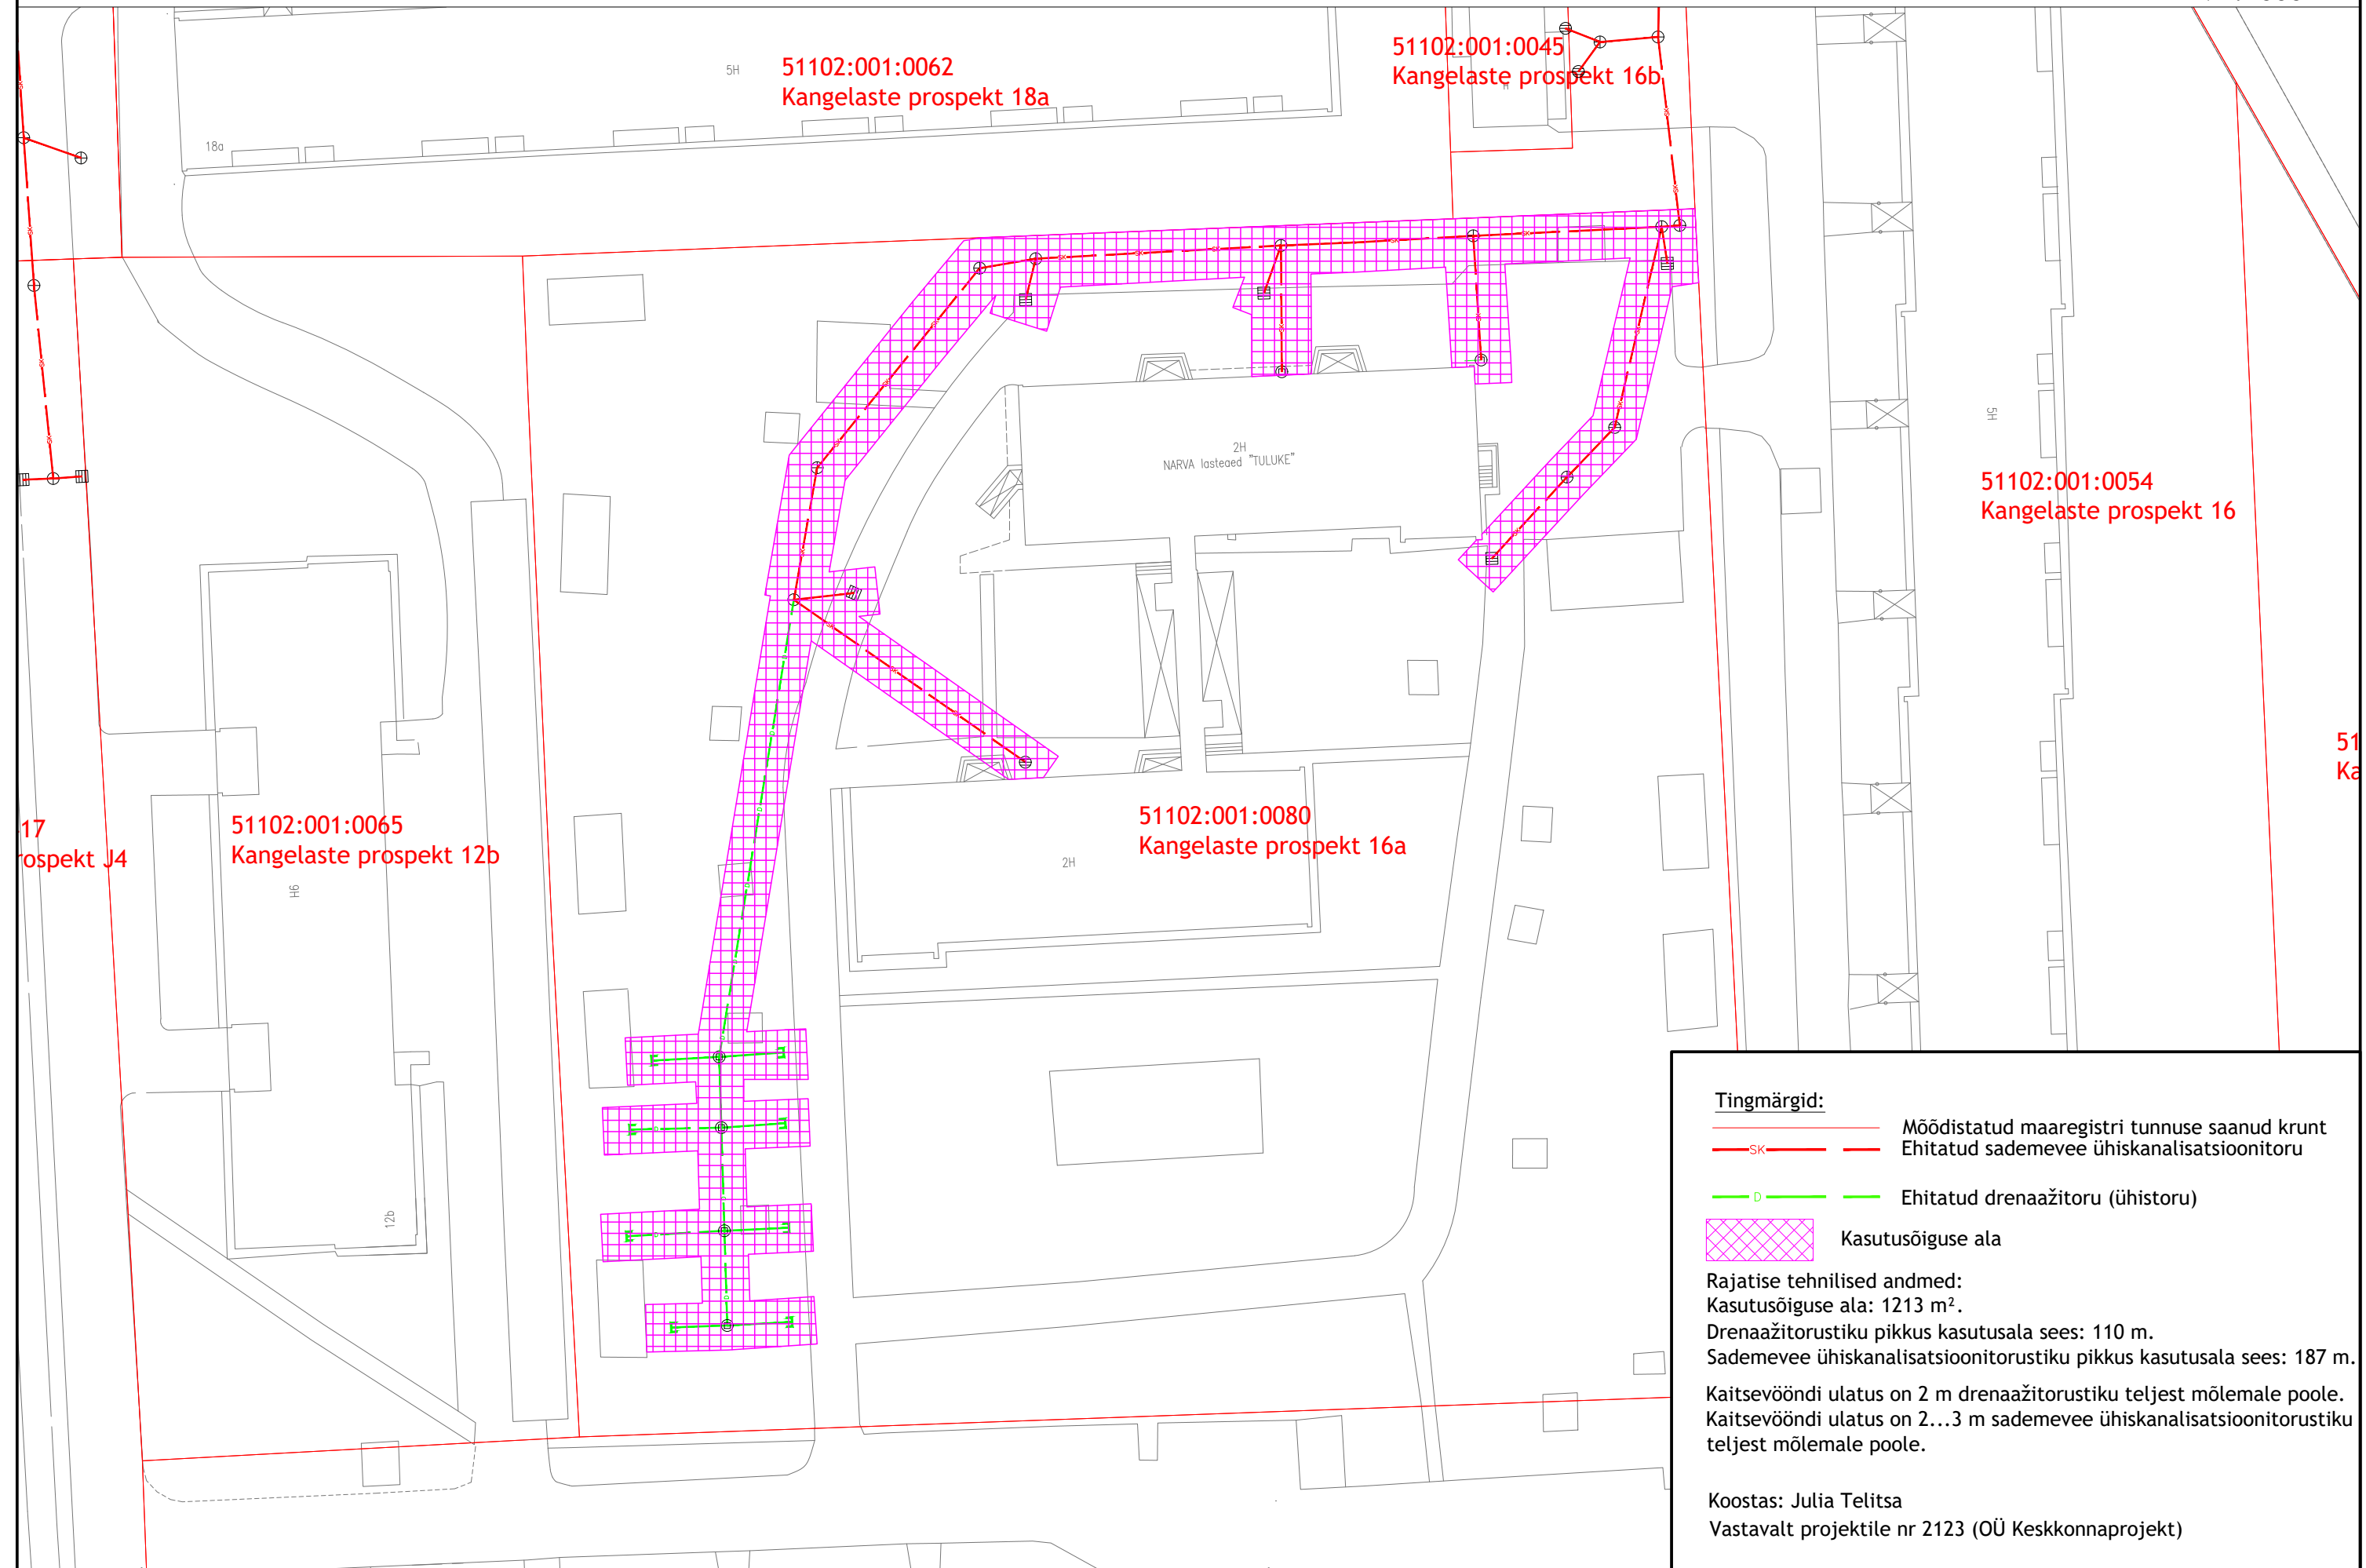 51102:001:0062
Kangelaste prospekt 18a
51102:001:0045
Kangelaste prospekt 16b
5H
18a
H
2H
NARVA lasteaed "TULUKE"
5H
51102:001:0054
Kangelaste prospekt 16
51
Ka
17
rospekt J4
51102:001:0065
Kangelaste prospekt 12b
H6
12b
51102:001:0080
Kangelaste prospekt 16a
2H
Tingmärgid:
Mõõdistatud maaregistri tunnuse saanud krunt
SK Ehitatud sademevee ühiskanalisatsioonitoru
D Ehitatud drenaažitoru (ühistoru)
Kasutusõiguse ala
Rajatise tehnilised andmed:
Kasutusõiguse ala: 1213 m².
Drenaažitorustiku pikkus kasutusala sees: 110 m.
Sademevee ühiskanalisatsioonitorustiku pikkus kasutusala sees: 187 m.
Kaitsevööndi ulatus on 2 m drenaažitorustiku teljest mõlemale poole.
Kaitsevööndi ulatus on 2...3 m sademevee ühiskanalisatsioonitorustiku
teljest mõlemale poole.
Koostas: Julia Telitsa
Vastavalt projektile nr 2123 (OÜ Keskkonnaprojekt)